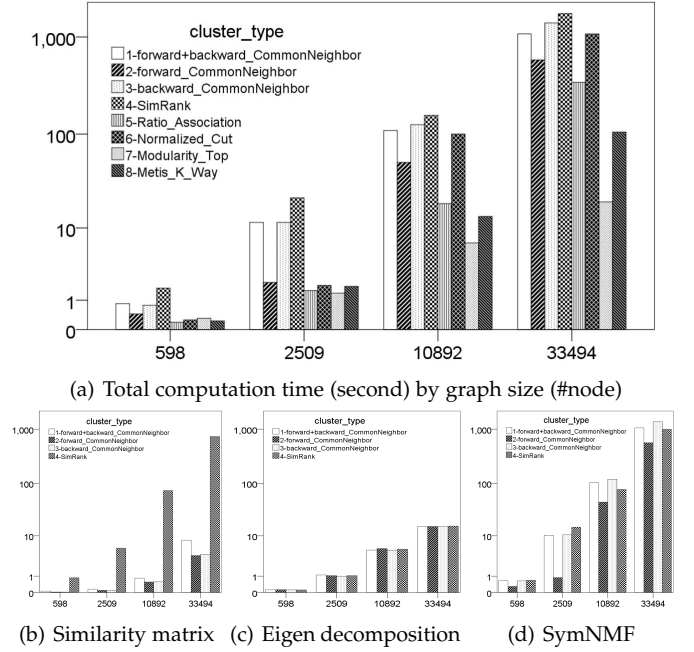 cluster_type
1-forward+backward_CommonNeighbor
2-forward_CommonNeighbor
3-backward_CommonNeighbor
4-SimRank
5-Ratio_Association
6-Normalized_Cut
7-Modularity_Top
8-Metis_K_Way
1,000
100
10
1
0
598 2509 10892 33494
(a) Total computation time (second) by graph size (#node)
cluster_type
1-forward+backward_CommonNeighbor
2-forward_CommonNeighbor
3-backward_CommonNeighbor
4-SimRank
1,000
100
10
1
0
598 2509 10892 33494
(b) Similarity matrix
cluster_type
1-forward+backward_CommonNeighbor
2-forward_CommonNeighbor
3-backward_CommonNeighbor
4-SimRank
1,000
100
10
1
0
598 2509 10892 33494
(c) Eigen decomposition
cluster_type
1-forward+backward_CommonNeighbor
2-forward_CommonNeighbor
3-backward_CommonNeighbor
4-SimRank
1,000
100
10
1
0
598 2509 10892 33494
(d) SymNMF